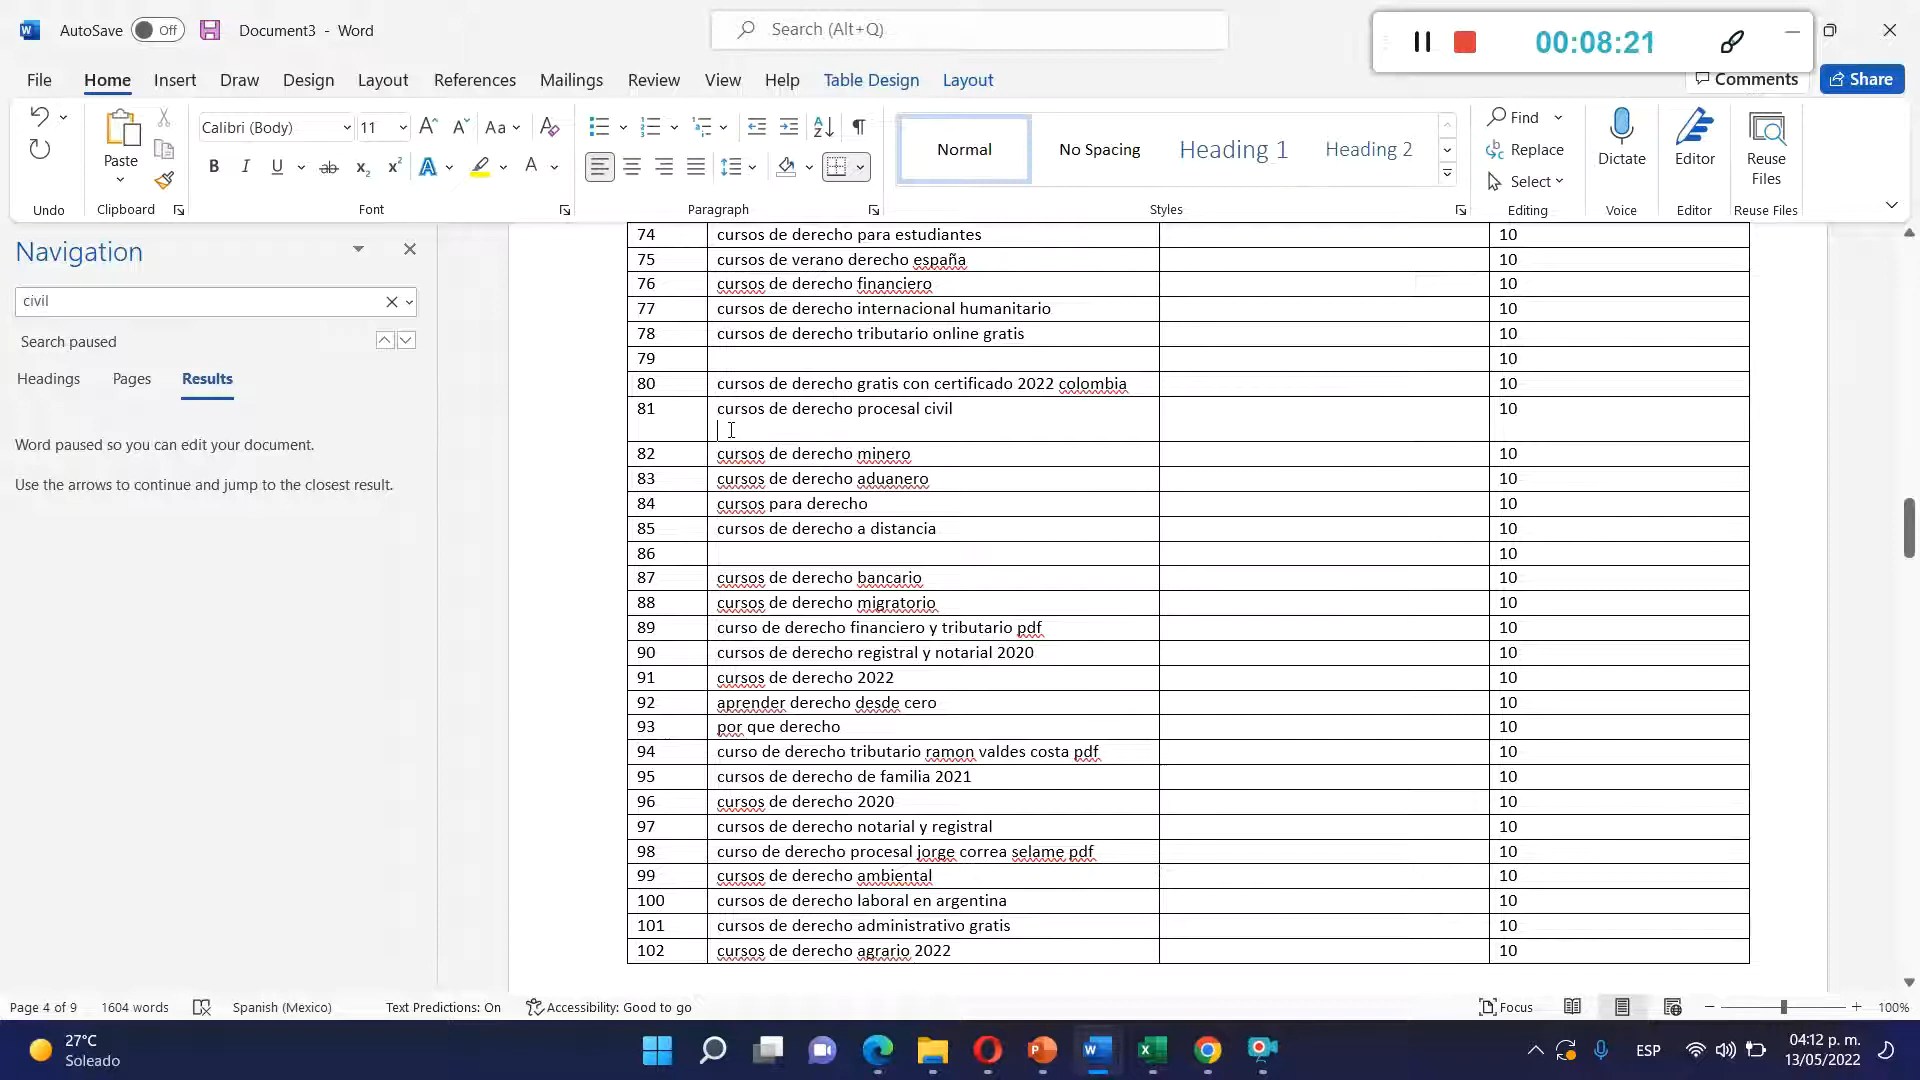 AutoSave Off Document3 - Word Search (Alt+Q) 00:08:21
File Home Insert Draw Design Layout References Mailings Review View Help Table Design Layout Comments Share
Calibri (Body) 11 Aa
Paste B I U ab x₂ x² A A
Normal No Spacing Heading 1 Heading 2
Find
Replace
Select
Dictate Editor Reuse Files
Undo Clipboard Font Paragraph Styles Editing Voice Editor Reuse Files
Navigation
civil
Search paused
Headings Pages Results
Word paused so you can edit your document.
Use the arrows to continue and jump to the closest result.
74 cursos de derecho para estudiantes 10
75 cursos de verano derecho españa 10
76 cursos de derecho financiero 10
77 cursos de derecho internacional humanitario 10
78 cursos de derecho tributario online gratis 10
79 10
80 cursos de derecho gratis con certificado 2022 colombia 10
81 cursos de derecho procesal civil 10
82 cursos de derecho minero 10
83 cursos de derecho aduanero 10
84 cursos para derecho 10
85 cursos de derecho a distancia 10
86 10
87 cursos de derecho bancario 10
88 cursos de derecho migratorio 10
89 curso de derecho financiero y tributario pdf 10
90 cursos de derecho registral y notarial 2020 10
91 cursos de derecho 2022 10
92 aprender derecho desde cero 10
93 por que derecho 10
94 curso de derecho tributario ramon valdes costa pdf 10
95 cursos de derecho de familia 2021 10
96 cursos de derecho 2020 10
97 cursos de derecho notarial y registral 10
98 curso de derecho procesal jorge correa selame pdf 10
99 cursos de derecho ambiental 10
100 cursos de derecho laboral en argentina 10
101 cursos de derecho administrativo gratis 10
102 cursos de derecho agrario 2022 10
Page 4 of 9 1604 words Spanish (Mexico) Text Predictions: On Accessibility: Good to go Focus 100%
27°C
Soleado
ESP
04:12 p. m.
13/05/2022